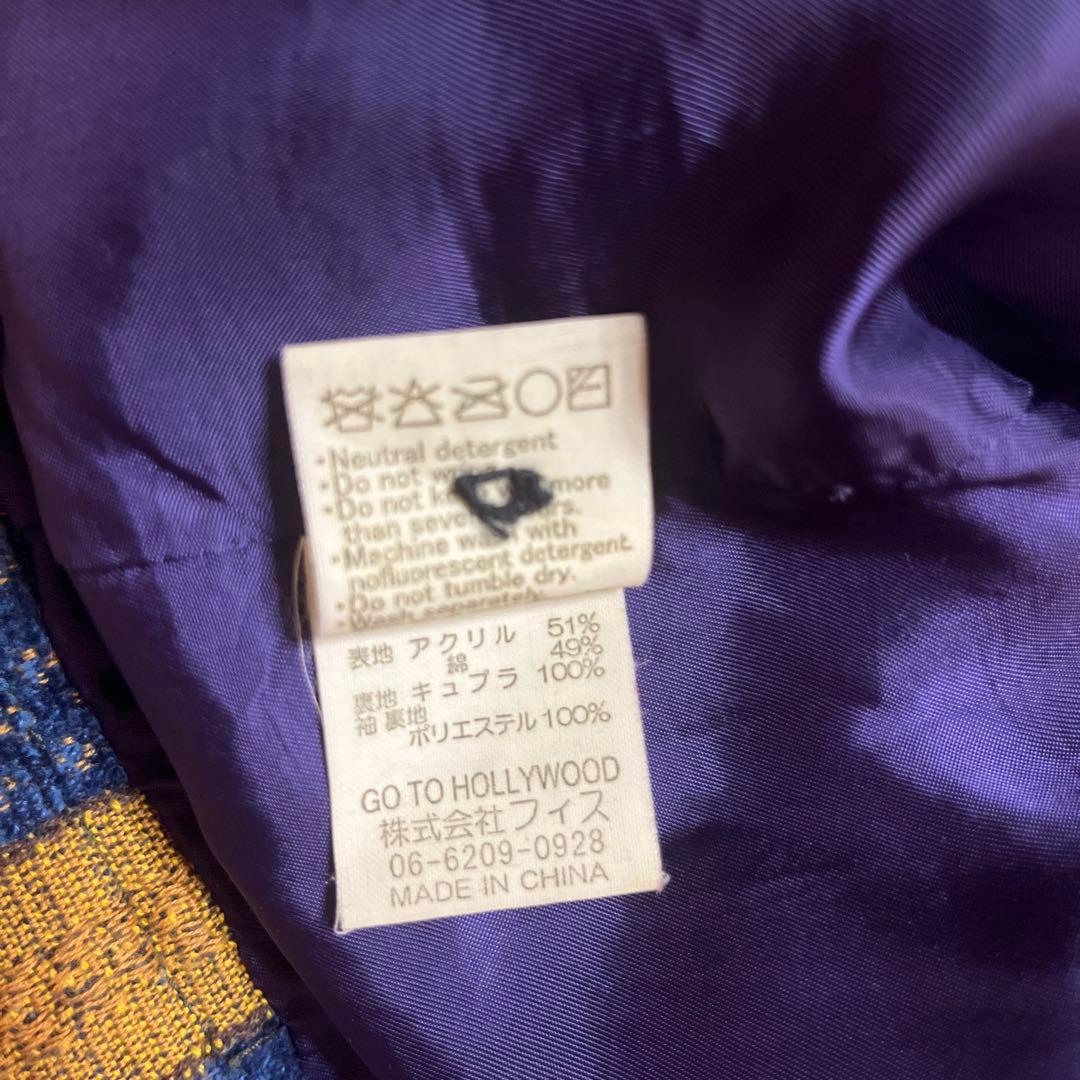 • Neutral detergent
• Do not
• Do not more
than
• Machine with
nofluorescent detergent.
• Do not tumble dry.
• Wash separately.
表地 アクリル 51%
綿 49%
裏地 キュプラ 100%
袖裏地
ポリエステル 100%
GO TO HOLLYWOOD
株式会社フィス
06-6209-0928
MADE IN CHINA